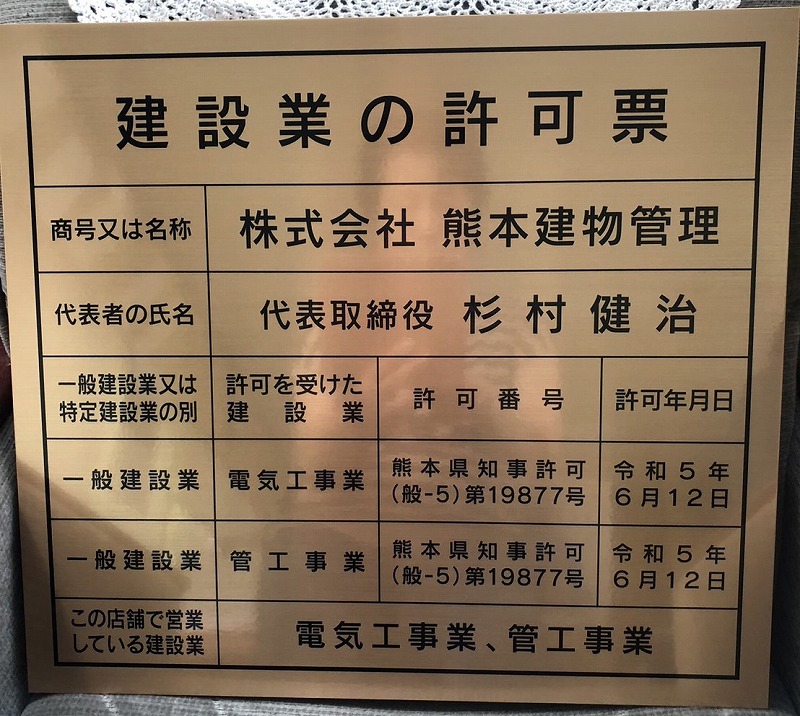 建設業の許可票
商号又は名称
株式会社 熊本建物管理
代表者の氏名
代表取締役 杉村健治
一般建設業又は
特定建設業の別
許可を受けた
建設業
許可番号
許可年月日
一般建設業
電気工事業
熊本県知事許可
(般-5)第19877号
令和5年
6月12日
一般建設業
管工事業
熊本県知事許可
(般-5)第19877号
令和5年
6月12日
この店舗で営業
している建設業
電気工事業、管工事業